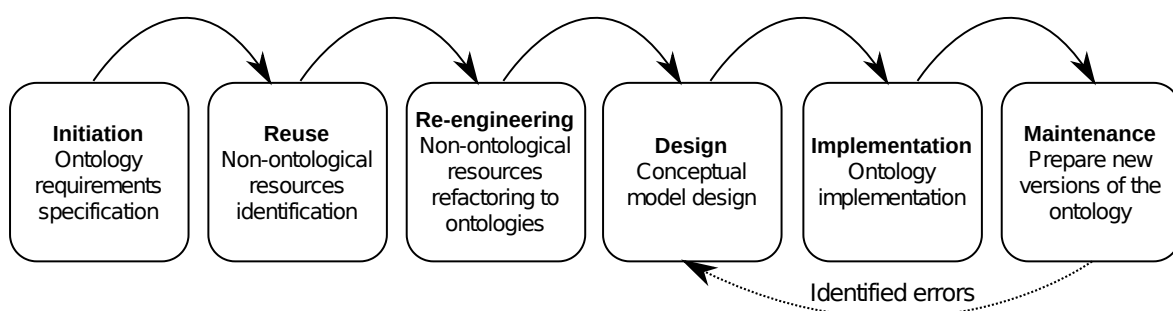 Initiation
Ontology
requirements
specification
Reuse
Non-ontological
resources
identification
Re-engineering
Non-ontological
resources
refactoring to
ontologies
Design
Conceptual
model design
Implementation
Ontology
implementation
Maintenance
Prepare new
versions of the
ontology
Identified errors